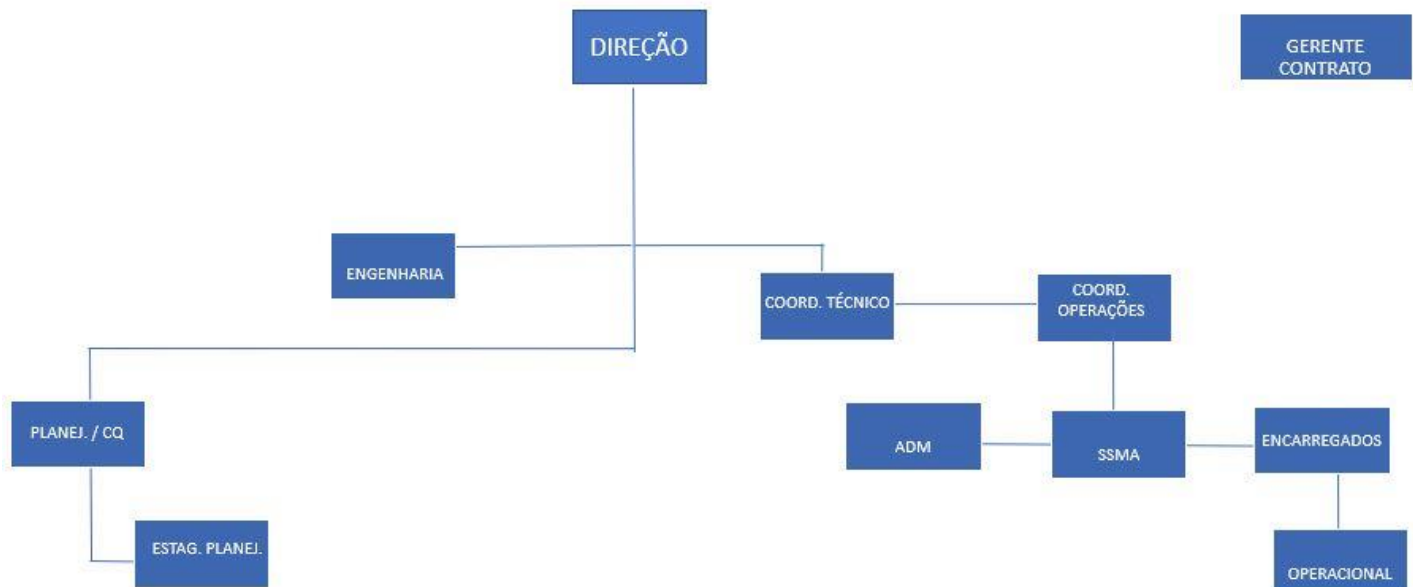 DIREÇÃO
GERENTE
CONTRATO
ENGENHARIA
COORD. TÉCNICO
COORD.
OPERAÇÕES
PLANEJ. / CQ
ADM
SSMA
ENCARREGADOS
ESTAG. PLANEJ.
OPERACIONAL